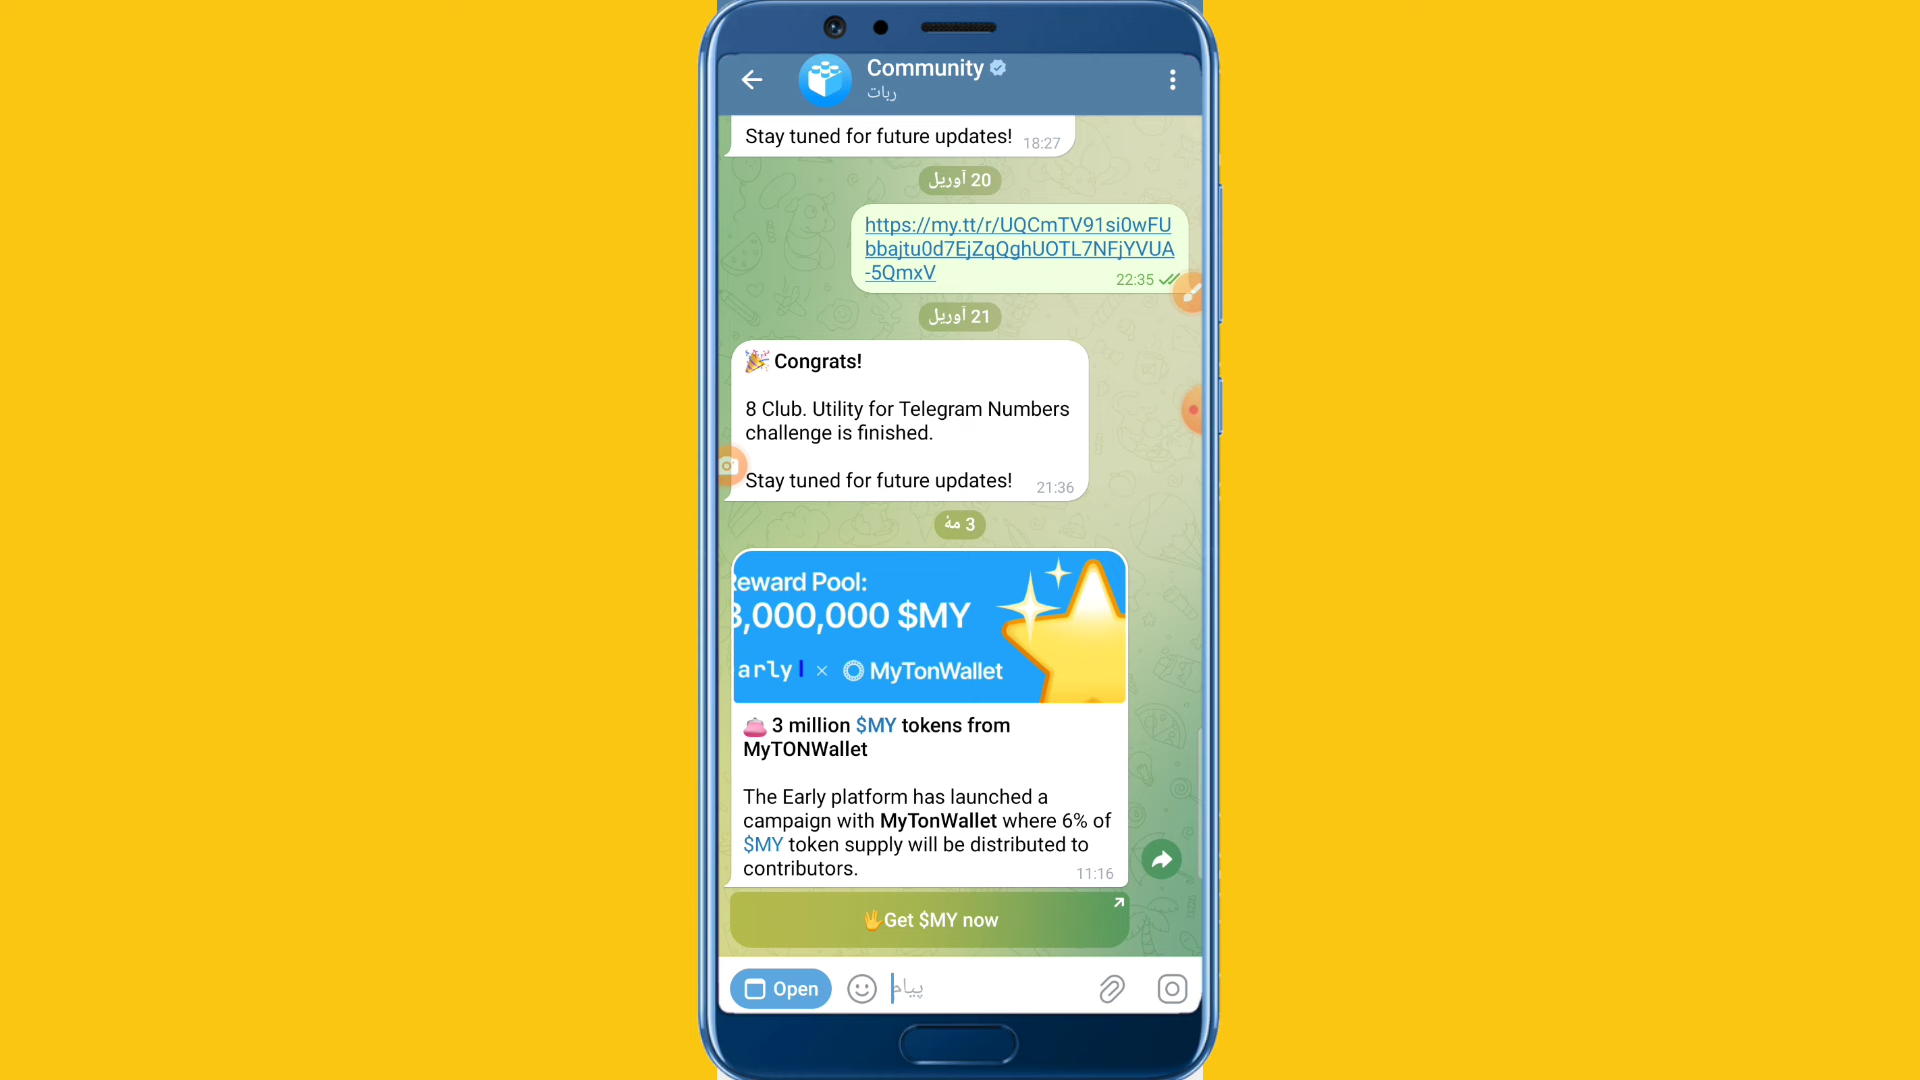 Community
ربات
Stay tuned for future updates! 18:27
20 آوریل
https://my.tt/r/UQCmTV91si0wFU
bbajtu0d7EjZqQghUOTL7NFjYVUA
-5QmxV
22:35
21 آوریل
🎉 Congrats!
8 Club. Utility for Telegram Numbers
challenge is finished.
Stay tuned for future updates! 21:36
3 مهٔ
Reward Pool:
3,000,000 $MY
arly × MyTonWallet
👛 3 million $MY tokens from
MyTONWallet
The Early platform has launched a
campaign with MyTonWallet where 6% of
$MY token supply will be distributed to
contributors. 11:16
🖖Get $MY now
Open
پیام